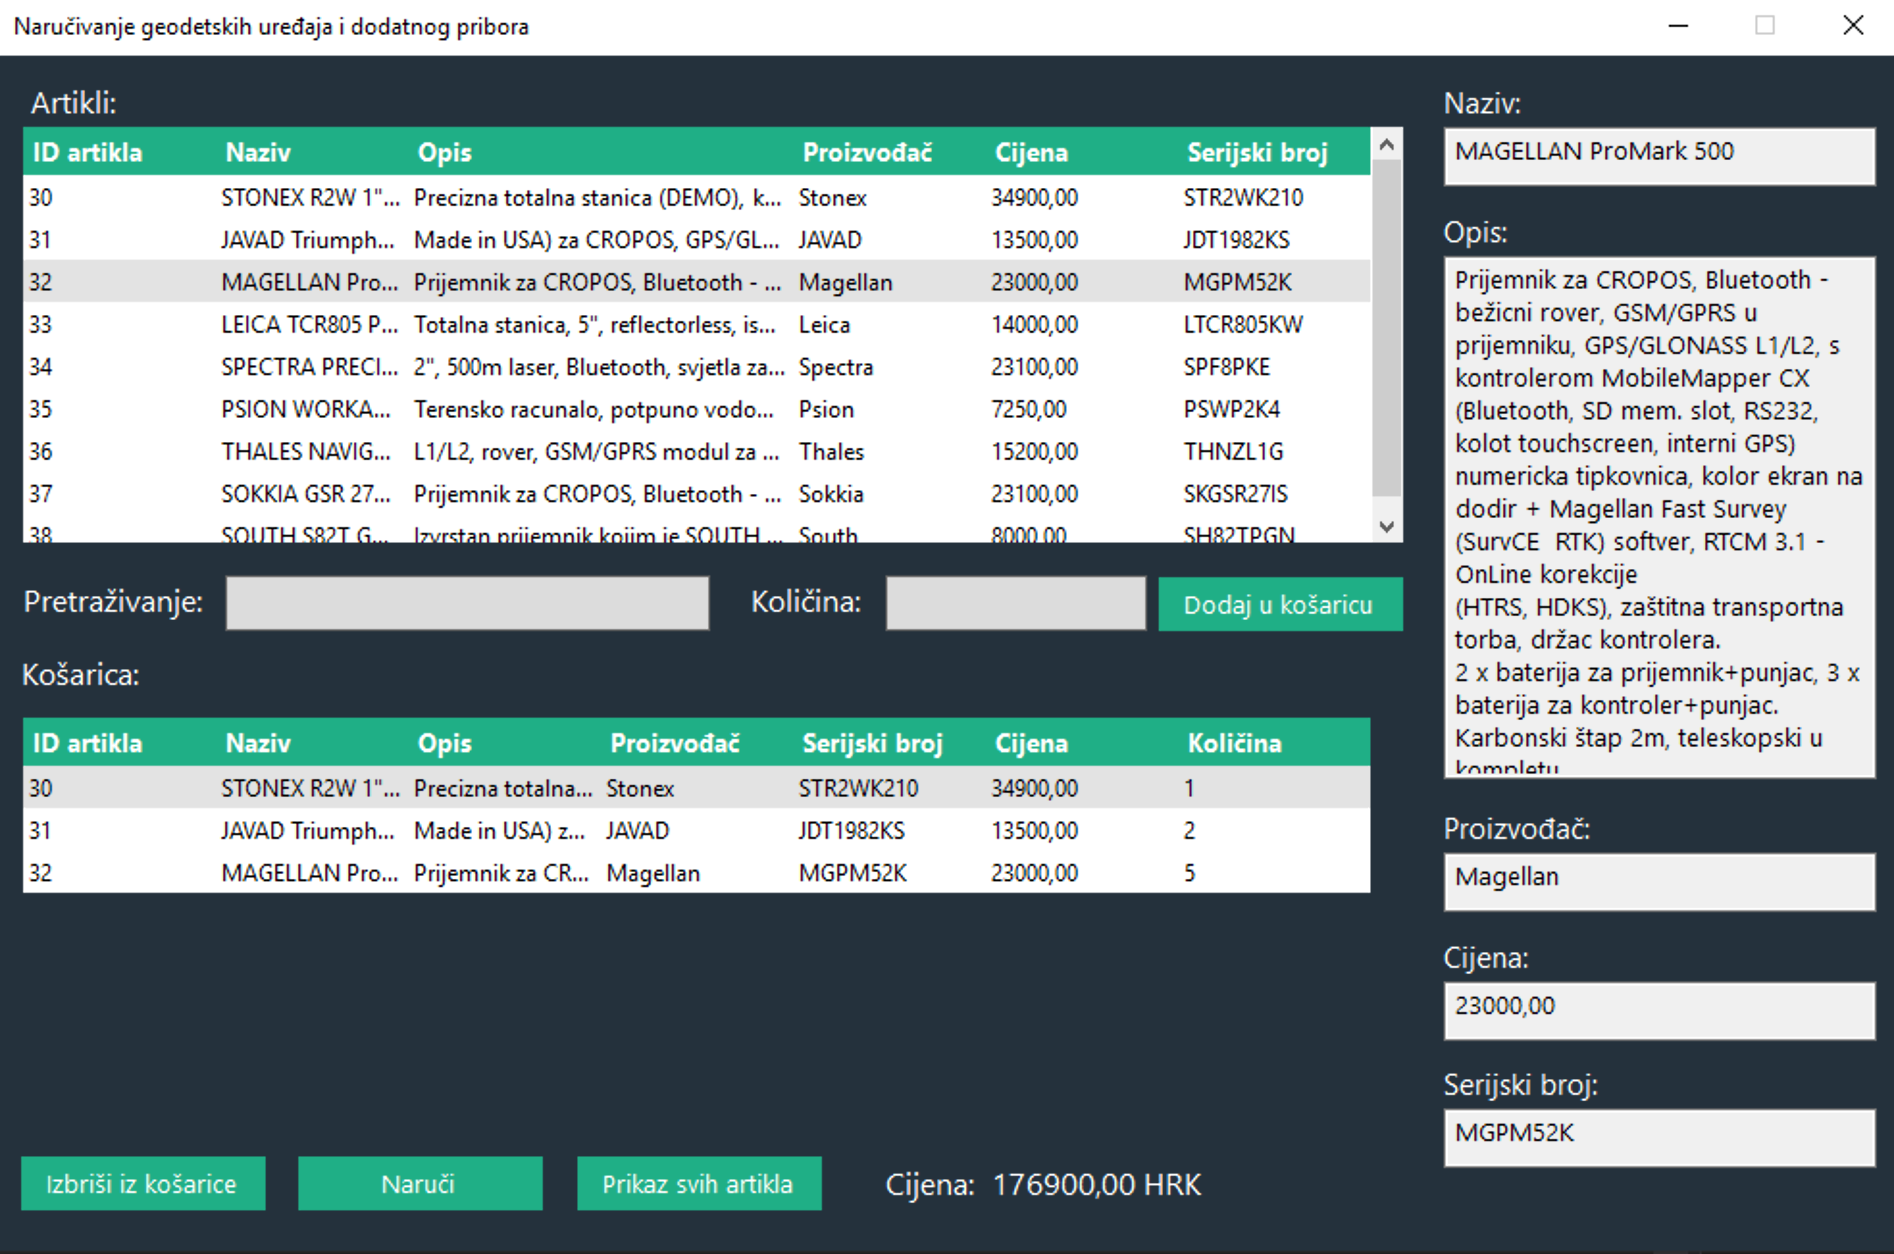 Naručivanje geodetskih uređaja i dodatnog pribora
Artikli:
ID artikla Naziv Opis Proizvođač Cijena Serijski broj
30 STONEX R2W 1"... Precizna totalna stanica (DEMO), k... Stonex 34900,00 STR2WK210
31 JAVAD Triumph... Made in USA) za CROPOS, GPS/GL... JAVAD 13500,00 JDT1982KS
32 MAGELLAN Pro... Prijemnik za CROPOS, Bluetooth - ... Magellan 23000,00 MGPM52K
33 LEICA TCR805 P... Totalna stanica, 5", reflectorless, is... Leica 14000,00 LTCR805KW
34 SPECTRA PRECI... 2", 500m laser, Bluetooth, svjetla za... Spectra 23100,00 SPF8PKE
35 PSION WORKA... Terensko racunalo, potpuno vodo... Psion 7250,00 PSWP2K4
36 THALES NAVIG... L1/L2, rover, GSM/GPRS modul za ... Thales 15200,00 THNZL1G
37 SOKKIA GSR 27... Prijemnik za CROPOS, Bluetooth - ... Sokkia 23100,00 SKGSR27IS
38 SOUTH S82T G... Izvrstan prijemnik kojim je SOUTH ... South 8000,00 SH82TPGN
Pretraživanje: Količina: Dodaj u košaricu
Košarica:
ID artikla Naziv Opis Proizvođač Serijski broj Cijena Količina
30 STONEX R2W 1"... Precizna totalna... Stonex STR2WK210 34900,00 1
31 JAVAD Triumph... Made in USA) z... JAVAD JDT1982KS 13500,00 2
32 MAGELLAN Pro... Prijemnik za CR... Magellan MGPM52K 23000,00 5
Izbriši iz košarice Naruči Prikaz svih artikla Cijena: 176900,00 HRK
Naziv:
MAGELLAN ProMark 500
Opis:
Prijemnik za CROPOS, Bluetooth -
bežicni rover, GSM/GPRS u
prijemniku, GPS/GLONASS L1/L2, s
kontrolerom MobileMapper CX
(Bluetooth, SD mem. slot, RS232,
kolot touchscreen, interni GPS)
numericka tipkovnica, kolor ekran na
dodir + Magellan Fast Survey
(SurvCE  RTK) softver, RTCM 3.1 -
OnLine korekcije
(HTRS, HDKS), zaštitna transportna
torba, držac kontrolera.
2 x baterija za prijemnik+punjac, 3 x
baterija za kontroler+punjac.
Karbonski štap 2m, teleskopski u
kompletu
Proizvođač:
Magellan
Cijena:
23000,00
Serijski broj:
MGPM52K